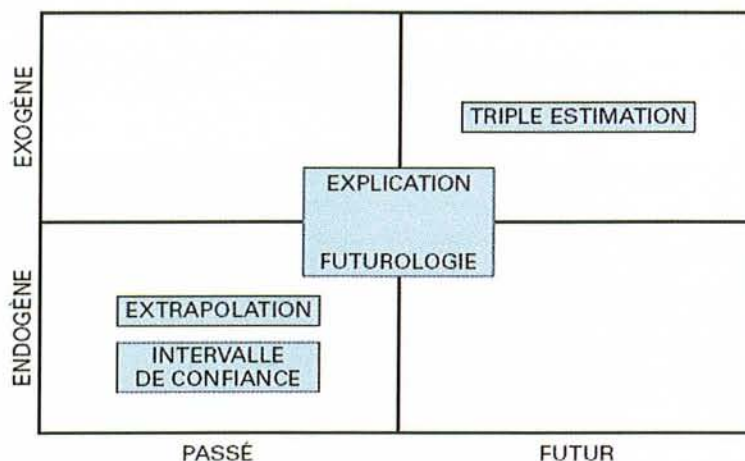 EXOGÈNE
TRIPLE ESTIMATION
EXPLICATION
FUTUROLOGIE
ENDOGÈNE
EXTRAPOLATION
INTERVALLE
DE CONFIANCE
PASSÉ
FUTUR